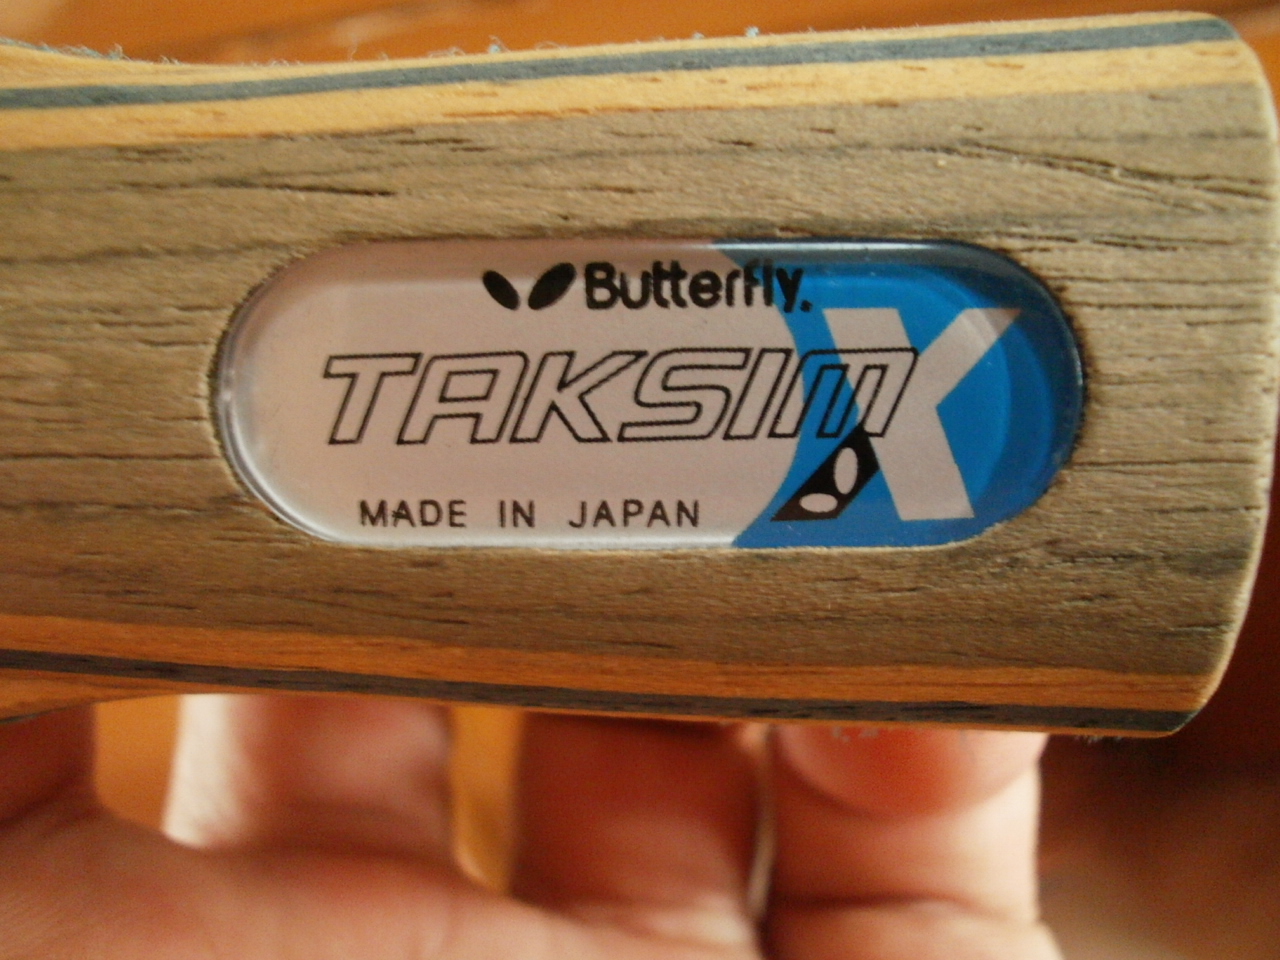 Butterfly.
TAKSIM X
MADE IN JAPAN